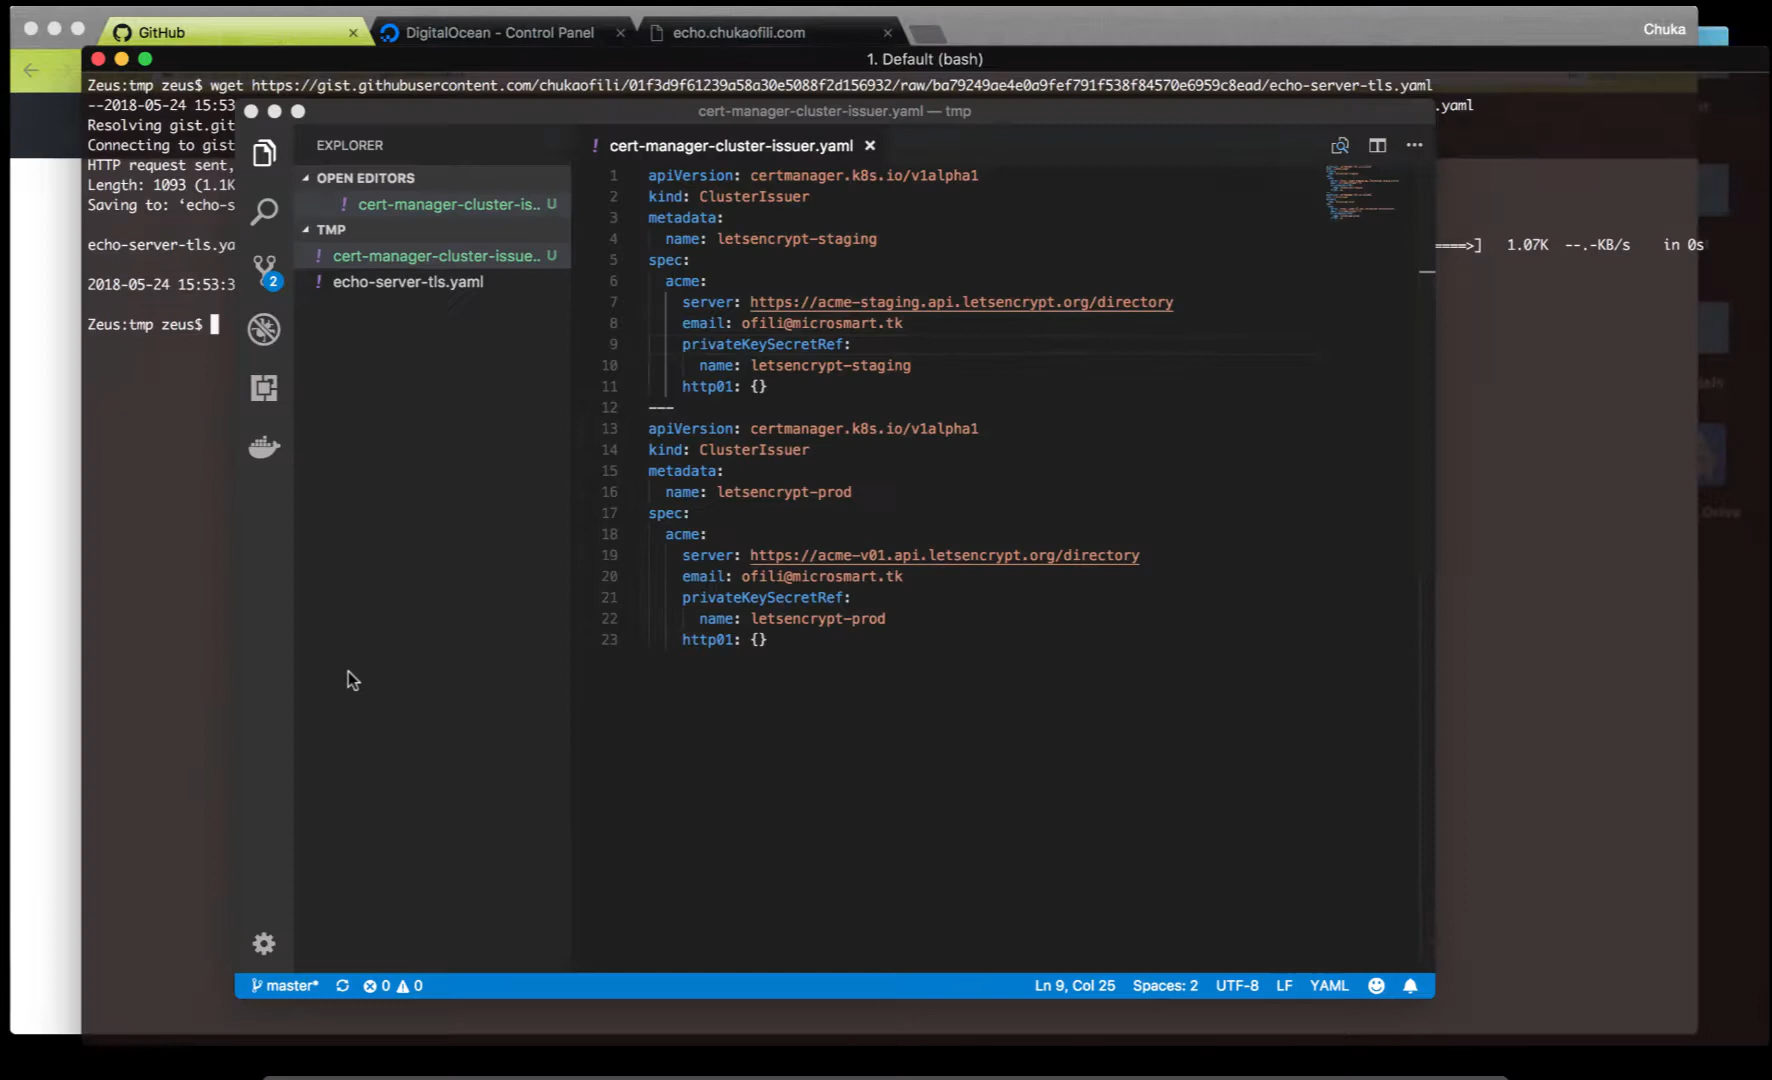 GitHub
DigitalOcean - Control Panel
echo.chukaofili.com
Chuka
1. Default (bash)
Zeus:tmp zeus$ wget https://gist.githubusercontent.com/chukaofili/01f3d9f61239a58a30e5088f2d156932/raw/ba79249ae4e0a9fef791f538f84570e6959c8ead/echo-server-tls.yaml
--2018-05-24 15:53
.yaml
Resolving gist.git
Connecting to gist
HTTP request sent,
Length: 1093 (1.1K
Saving to: ‘echo-s
echo-server-tls.ya
====>] 1.07K --.-KB/s in 0s
2018-05-24 15:53:3
Zeus:tmp zeus$
cert-manager-cluster-issuer.yaml — tmp
EXPLORER
OPEN EDITORS
! cert-manager-cluster-is.. U
TMP
! cert-manager-cluster-issue.. U
! echo-server-tls.yaml
2
! cert-manager-cluster-issuer.yaml
1 apiVersion: certmanager.k8s.io/v1alpha1
2 kind: ClusterIssuer
3 metadata:
4 name: letsencrypt-staging
5 spec:
6 acme:
7 server: https://acme-staging.api.letsencrypt.org/directory
8 email: ofili@microsmart.tk
9 privateKeySecretRef:
10 name: letsencrypt-staging
11 http01: {}
12 ---
13 apiVersion: certmanager.k8s.io/v1alpha1
14 kind: ClusterIssuer
15 metadata:
16 name: letsencrypt-prod
17 spec:
18 acme:
19 server: https://acme-v01.api.letsencrypt.org/directory
20 email: ofili@microsmart.tk
21 privateKeySecretRef:
22 name: letsencrypt-prod
23 http01: {}
Drive
master* 0 0
Ln 9, Col 25 Spaces: 2 UTF-8 LF YAML